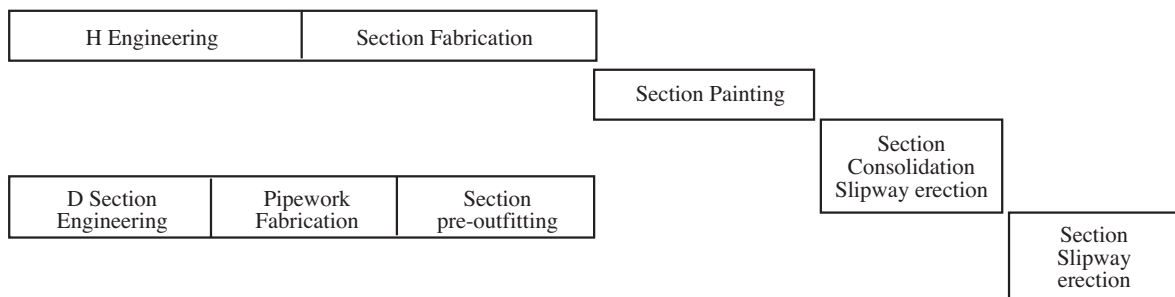 H Engineering
Section Fabrication
Section Painting
Section
Consolidation
Slipway erection
D Section
Engineering
Pipework
Fabrication
Section
pre-outfitting
Section
Slipway
erection